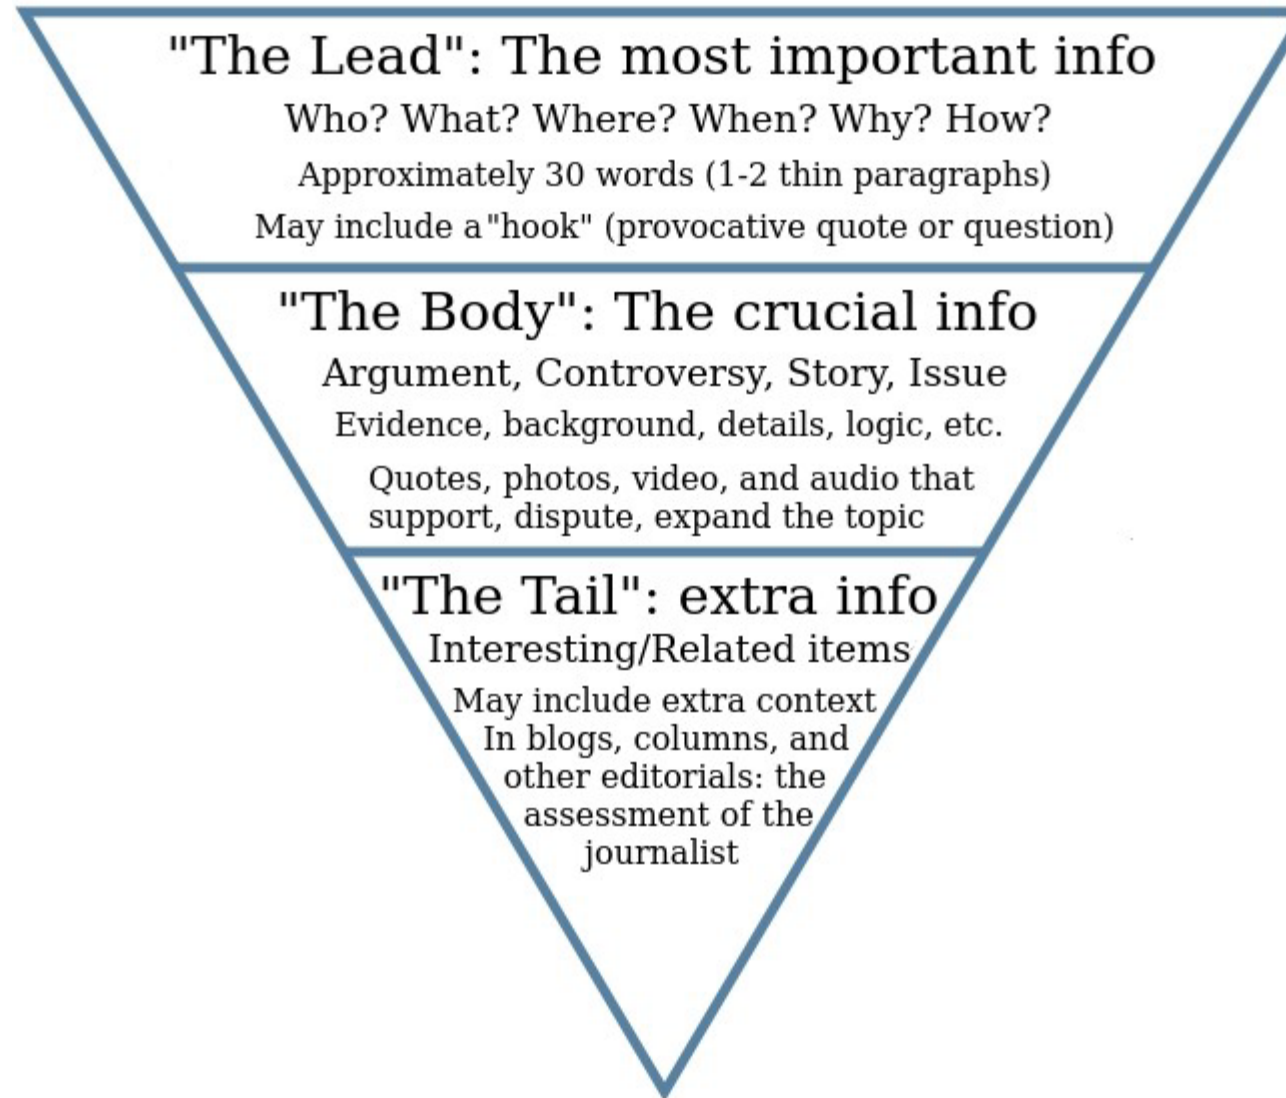 "The Lead": The most important info
Who? What? Where? When? Why? How?
Approximately 30 words (1-2 thin paragraphs)
May include a "hook" (provocative quote or question)
"The Body": The crucial info
Argument, Controversy, Story, Issue
Evidence, background, details, logic, etc.
Quotes, photos, video, and audio that
support, dispute, expand the topic
"The Tail": extra info
Interesting/Related items
May include extra context
In blogs, columns, and
other editorials: the
assessment of the
journalist